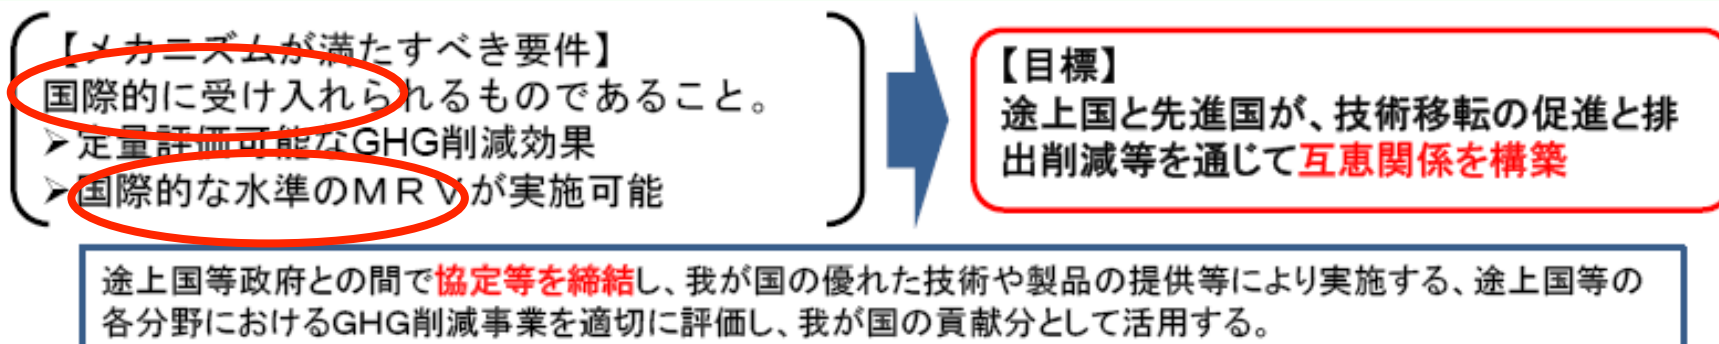 【メカニズムが満たすべき要件】
国際的に受け入れられるものであること。
➢定量評価可能なGHG削減効果
➢国際的な水準のＭＲＶが実施可能
【目標】
途上国と先進国が、技術移転の促進と排
出削減等を通じて互恵関係を構築
途上国等政府との間で協定等を締結し、我が国の優れた技術や製品の提供等により実施する、途上国等の
各分野におけるGHG削減事業を適切に評価し、我が国の貢献分として活用する。